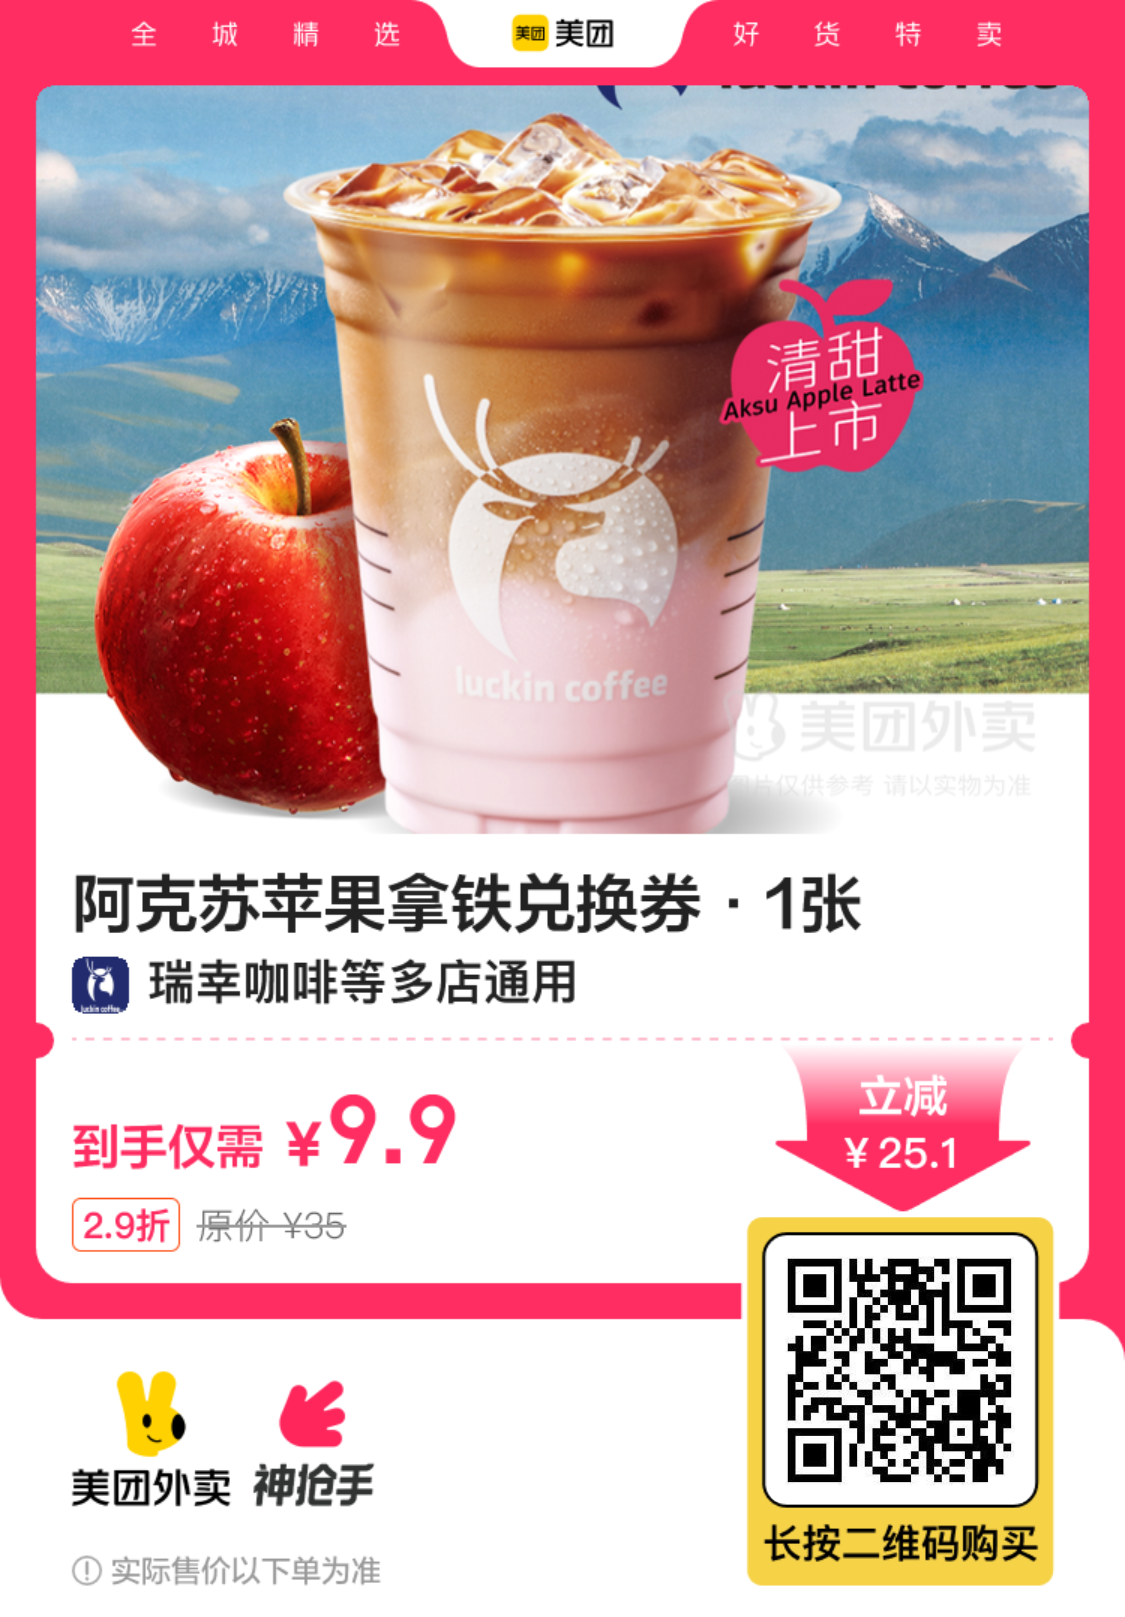 全城精选
美团 美团
好货特卖
清甜
Aksu Apple Latte
上市
luckin coffee
美团外卖
图片仅供参考 请以实物为准
阿克苏苹果拿铁兑换券·1张
luckin coffee
瑞幸咖啡等多店通用
到手仅需 ¥9.9
立减
¥ 25.1
2.9折 原价 ¥35
美团外卖 神抢手
长按二维码购买
实际售价以下单为准